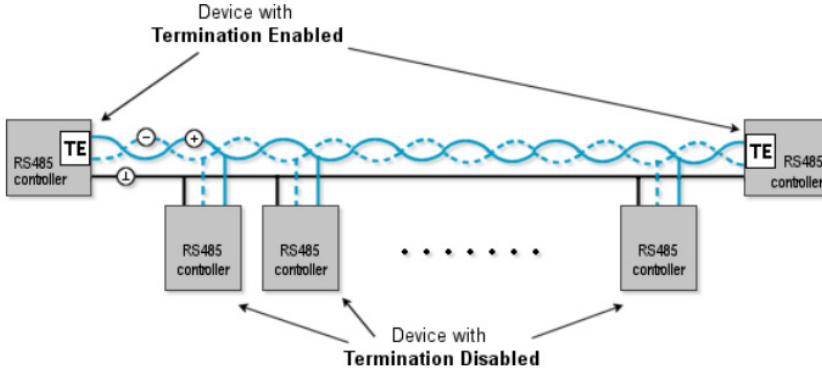 Device with
Termination Enabled
− +
TE
RS485
controller
TE
RS485
controller
⊥
RS485
controller
RS485
controller
RS485
controller
Device with
Termination Disabled